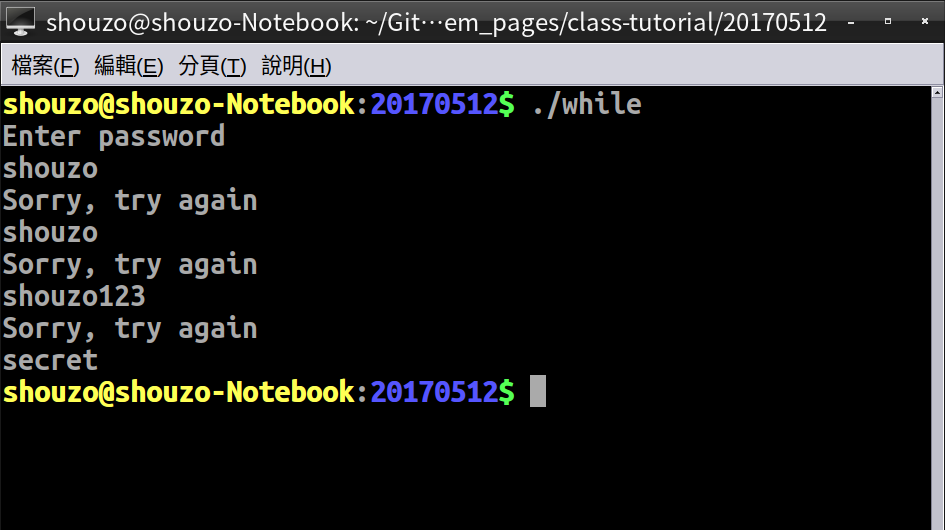 shouzo@shouzo-Notebook: ~/Git…em_pages/class-tutorial/20170512
檔案(F) 編輯(E) 分頁(T) 說明(H)
shouzo@shouzo-Notebook:20170512$ ./while
Enter password
shouzo
Sorry, try again
shouzo
Sorry, try again
shouzo123
Sorry, try again
secret
shouzo@shouzo-Notebook:20170512$